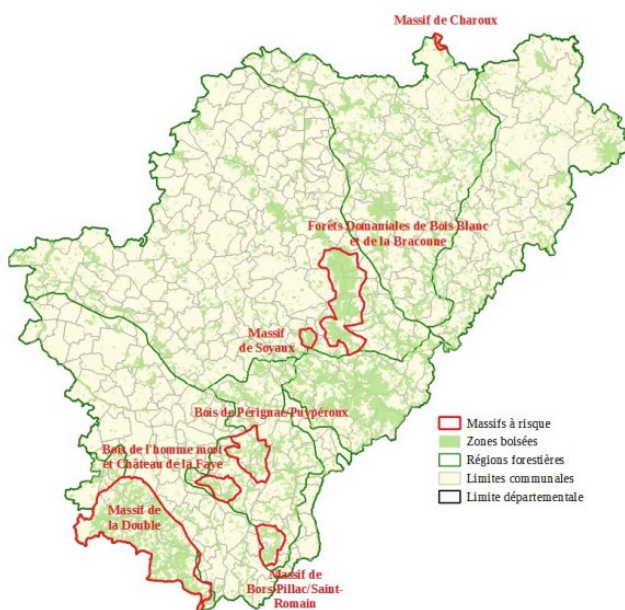 Massif de Charoux
Forêts Domaniales de Bois Blanc
et de la Braconne
Massif
de Soyaux
Bois de Pérignac-Puypéroux
Bois de l'homme mort
et Château de la Faye
Massif de
la Double
Massif de
Bors-Pillac/Saint-
Romain
Massifs à risque
Zones boisées
Régions forestières
Limites communales
Limite départementale